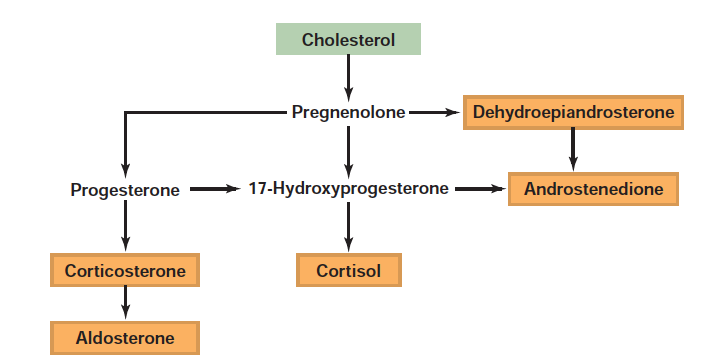 Cholesterol
Pregnenolone
Dehydroepiandrosterone
Progesterone
17-Hydroxyprogesterone
Androstenedione
Corticosterone
Cortisol
Aldosterone